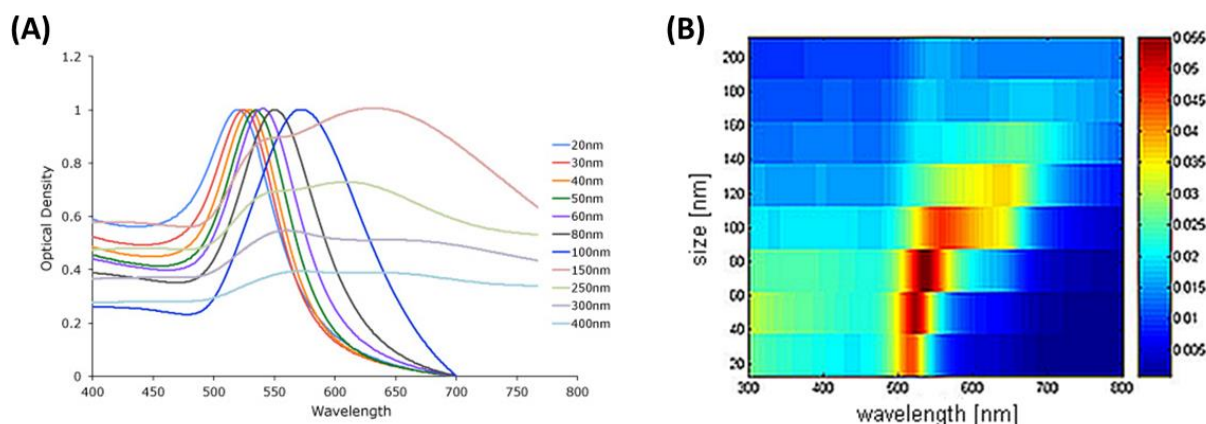 (A)
1.2
1
0.8
0.6
0.4
0.2
0
Optical Density
400 450 500 550 600 650 700 750 800
Wavelength
20nm
30nm
40nm
50nm
60nm
80nm
100nm
150nm
250nm
300nm
400nm
(B)
200
180
160
140
120
100
80
60
40
20
size [nm]
300 400 500 600 700 800
wavelength [nm]
0.055
0.05
0.045
0.04
0.035
0.03
0.025
0.02
0.015
0.01
0.005